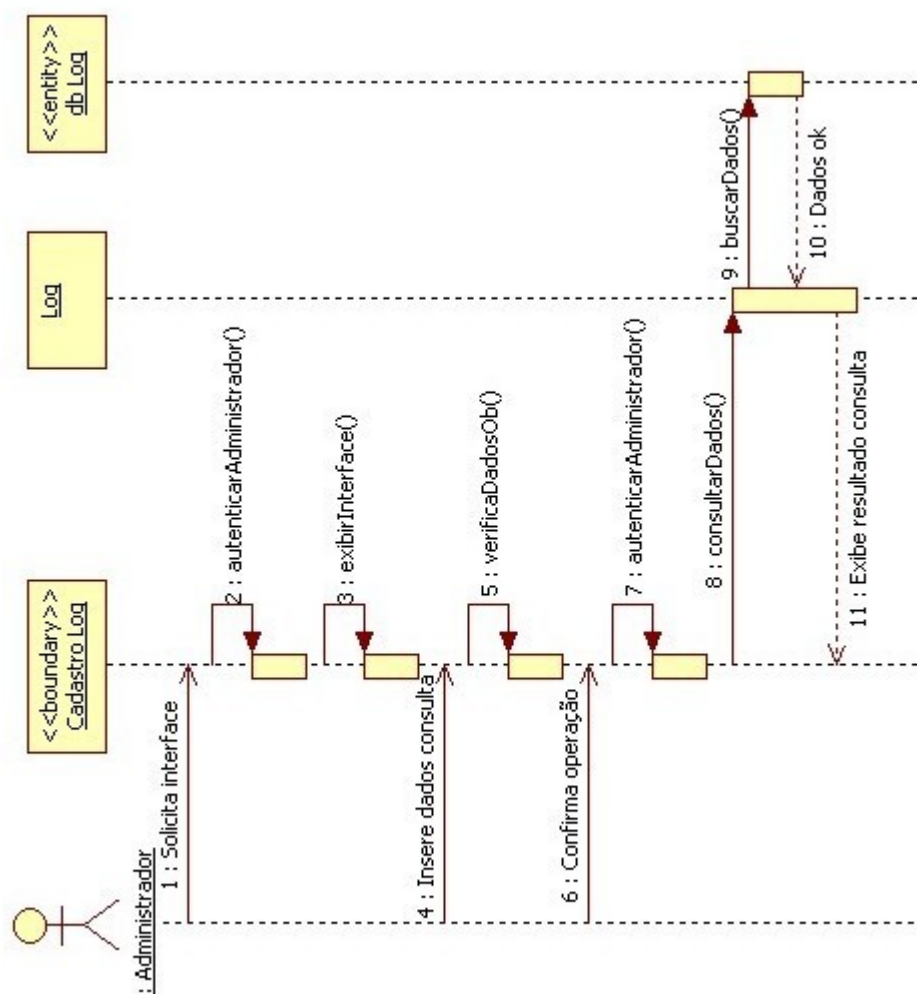 : Administrador
<<boundary>>
Cadastro Log
Log
<<entity>>
db Log
1 : Solicita interface
2 : autenticarAdministrador()
3 : exibirInterface()
4 : Insere dados consulta
5 : verificaDadosOb()
6 : Confirma operação
7 : autenticarAdministrador()
8 : consultarDados()
9 : buscarDados()
10 : Dados ok
11 : Exibe resultado consulta